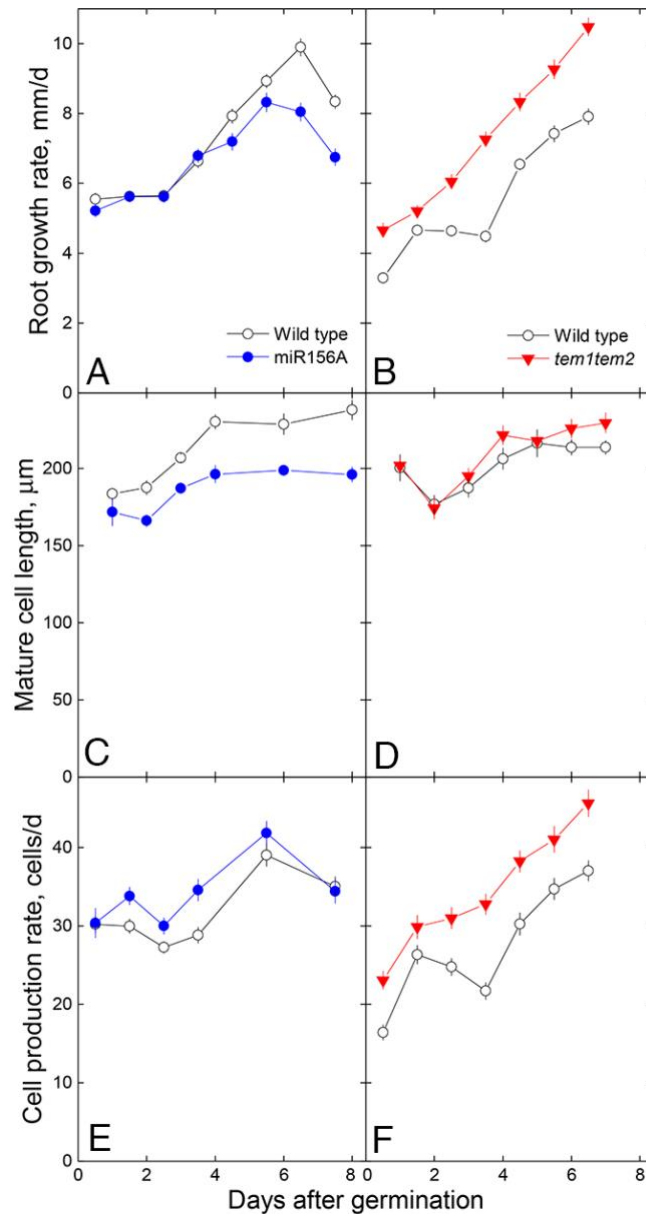 Root growth rate, mm/d
10
8
6
4
2
0
Wild type
miR156A
A
Wild type
tem1tem2
B
Mature cell length, µm
200
150
100
50
0
C
D
Cell production rate, cells/d
40
30
20
10
0
E
F
0 2 4 6 8 0 2 4 6 8
Days after germination